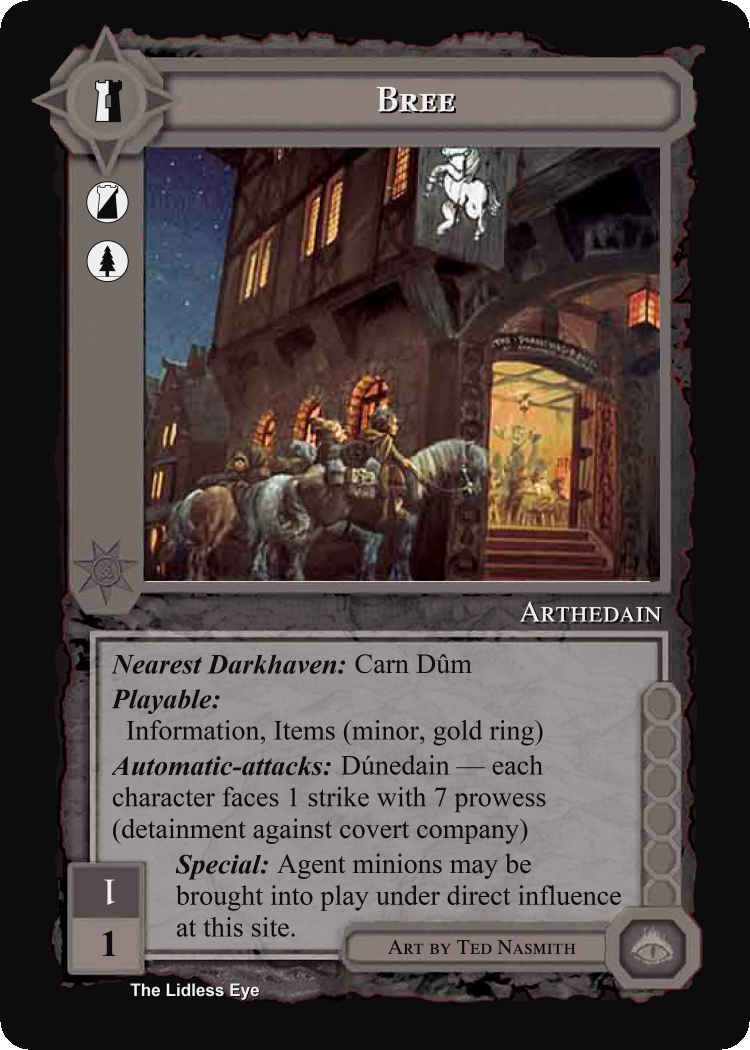 Bree
Arthedain
Nearest Darkhaven: Carn Dûm
Playable:
Information, Items (minor, gold ring)
Automatic-attacks: Dúnedain — each
character faces 1 strike with 7 prowess
(detainment against covert company)
Special: Agent minions may be
brought into play under direct influence
at this site.
1
1
Art by Ted Nasmith
The Lidless Eye